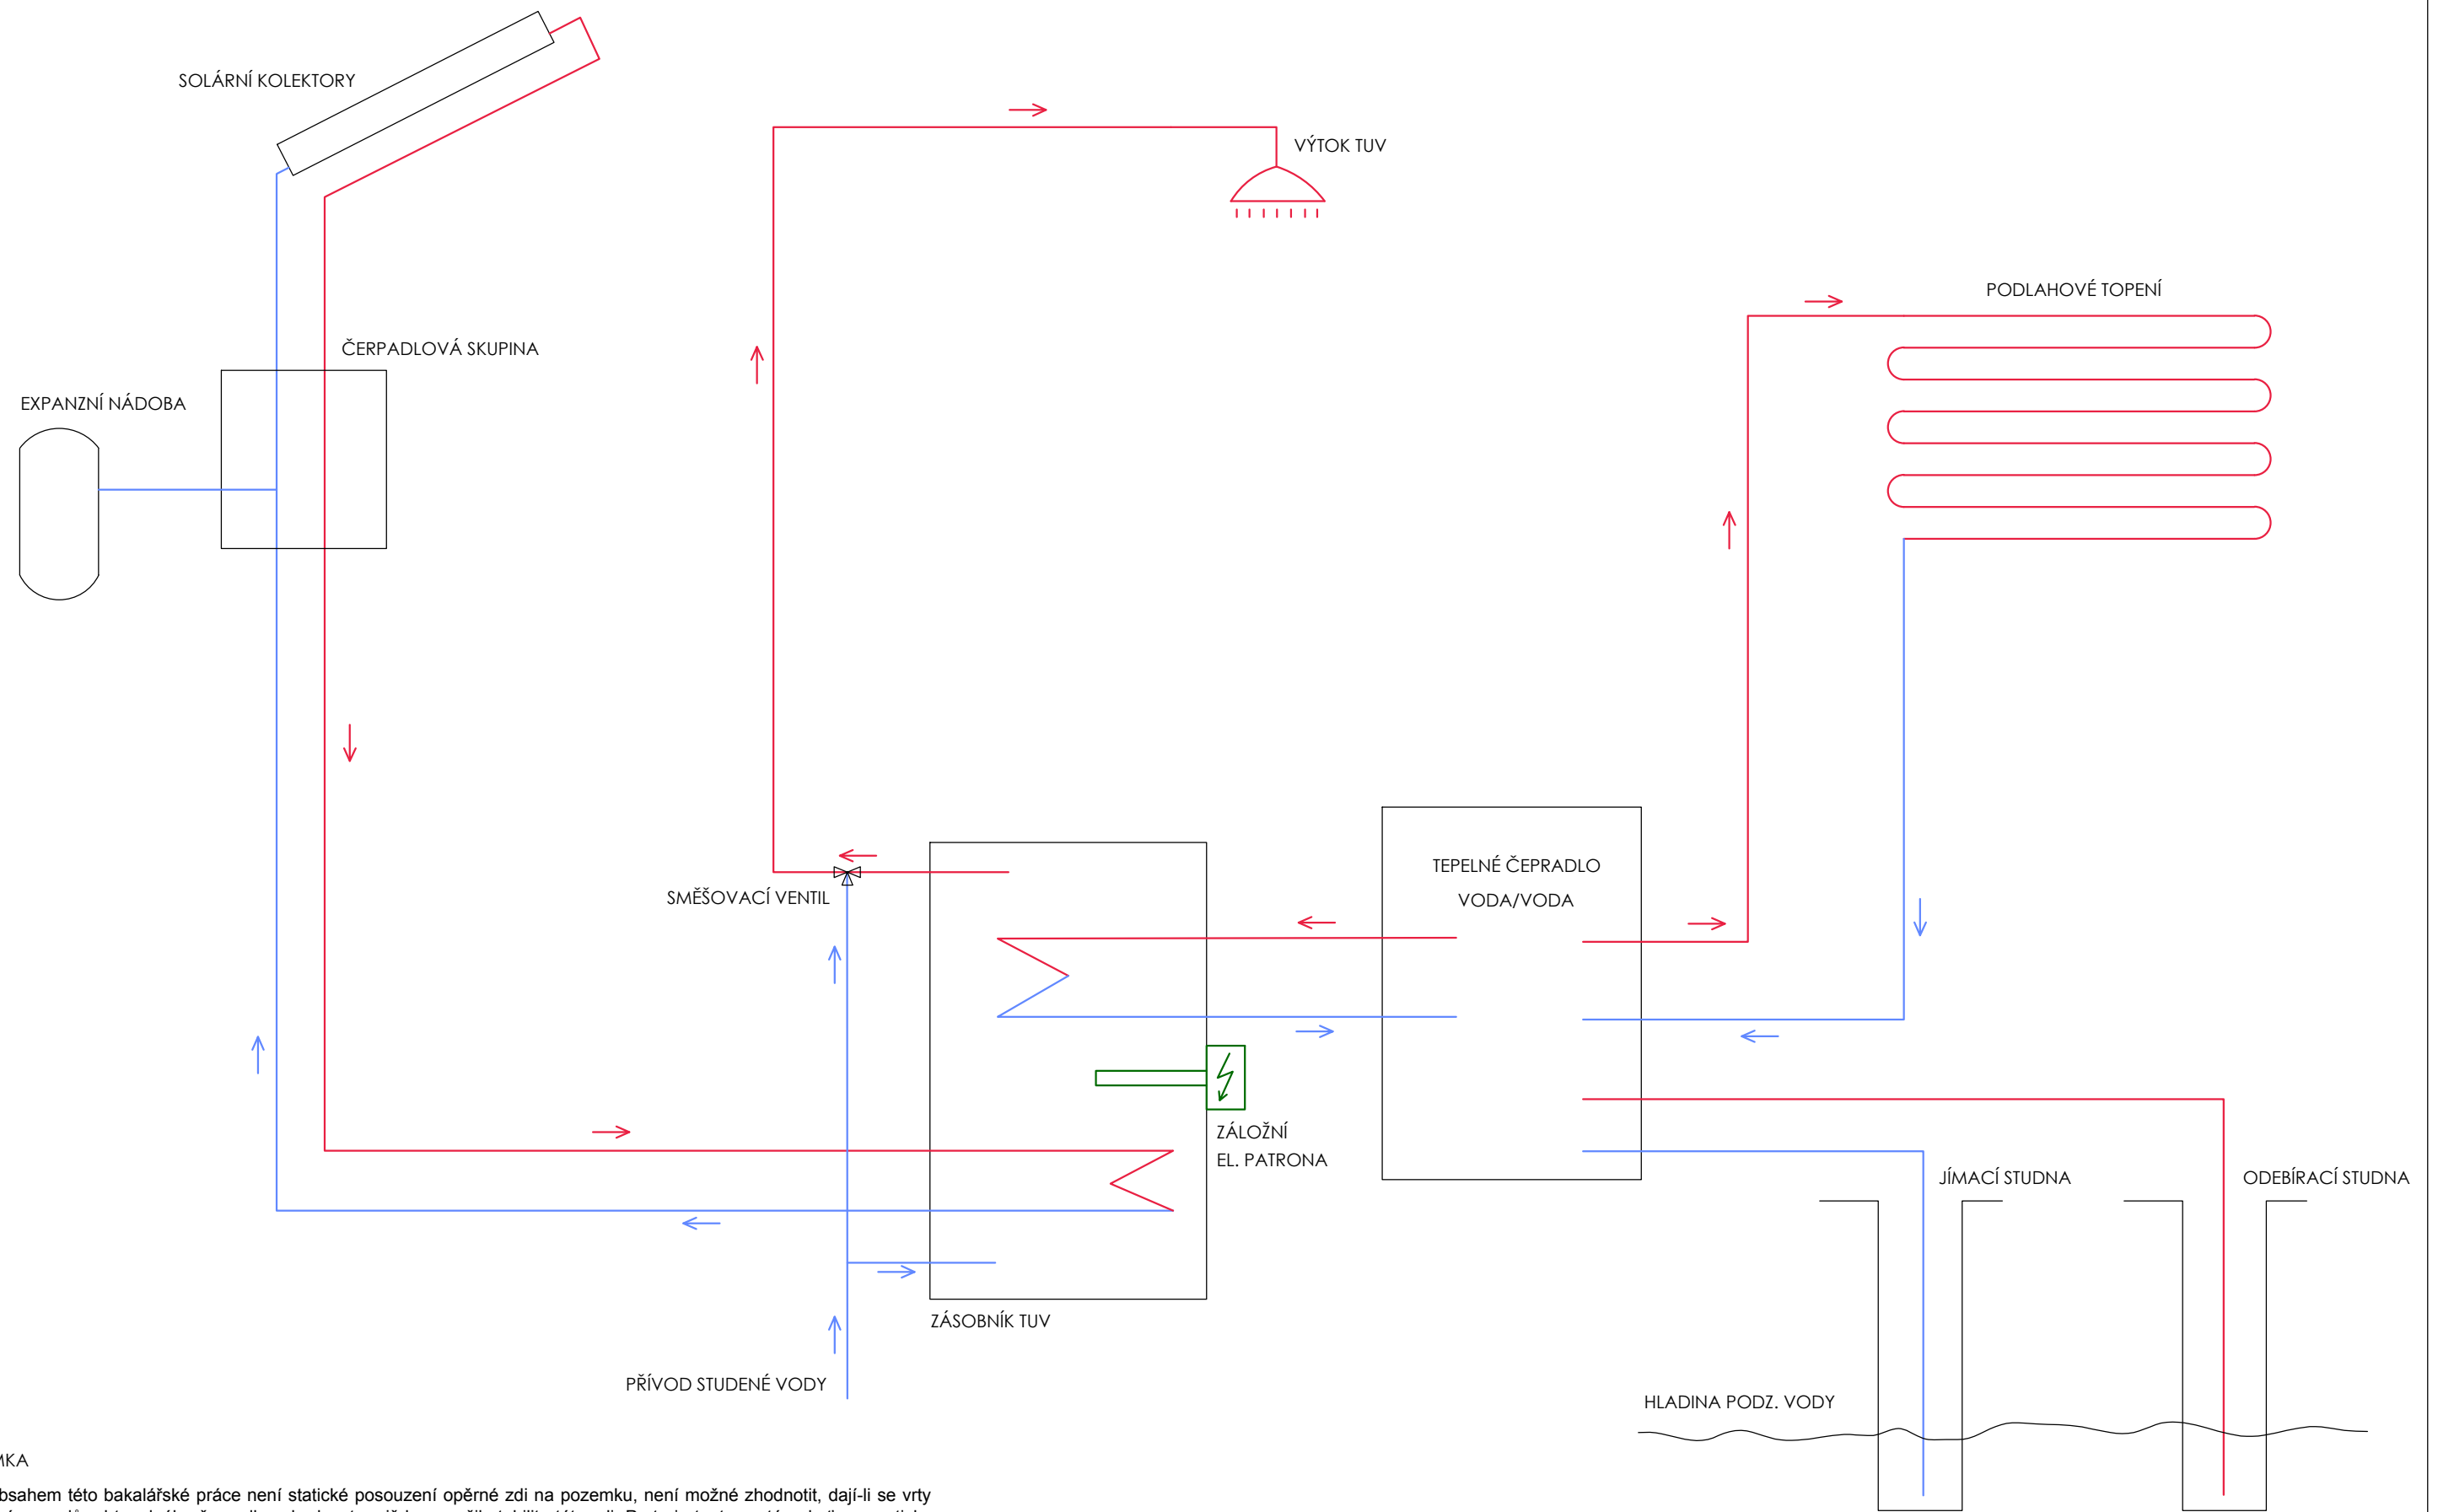 SOLÁRNÍ KOLEKTORY
VÝTOK TUV
PODLAHOVÉ TOPENÍ
ČERPADLOVÁ SKUPINA
EXPANZNÍ NÁDOBA
TEPELNÉ ČEPRADLO
VODA/VODA
SMĚŠOVACÍ VENTIL
ZÁLOŽNÍ
EL. PATRONA
JÍMACÍ STUDNA
ODEBÍRACÍ STUDNA
ZÁSOBNÍK TUV
PŘÍVOD STUDENÉ VODY
HLADINA PODZ. VODY
MKA
bsahem této bakalářské práce není statické posouzení opěrné zdi na pozemku, není možné zhodnotit, dají-li se vrty